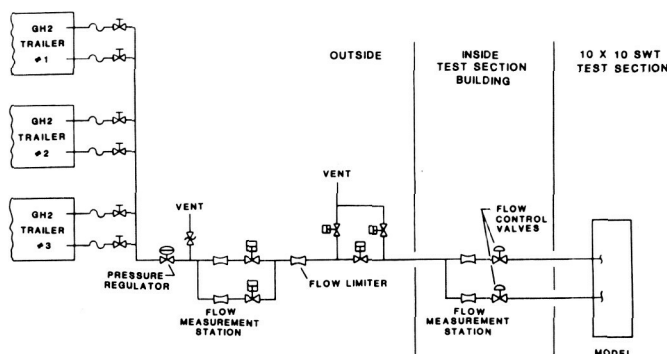 GH2
TRAILER
#1
GH2
TRAILER
#2
GH2
TRAILER
#3
OUTSIDE
INSIDE
TEST SECTION
BUILDING
10 X 10 SWT
TEST SECTION
VENT
VENT
FLOW
CONTROL
VALVES
PRESSURE
REGULATOR
FLOW
MEASUREMENT
STATION
FLOW LIMITER
FLOW
MEASUREMENT
STATION
MODEL